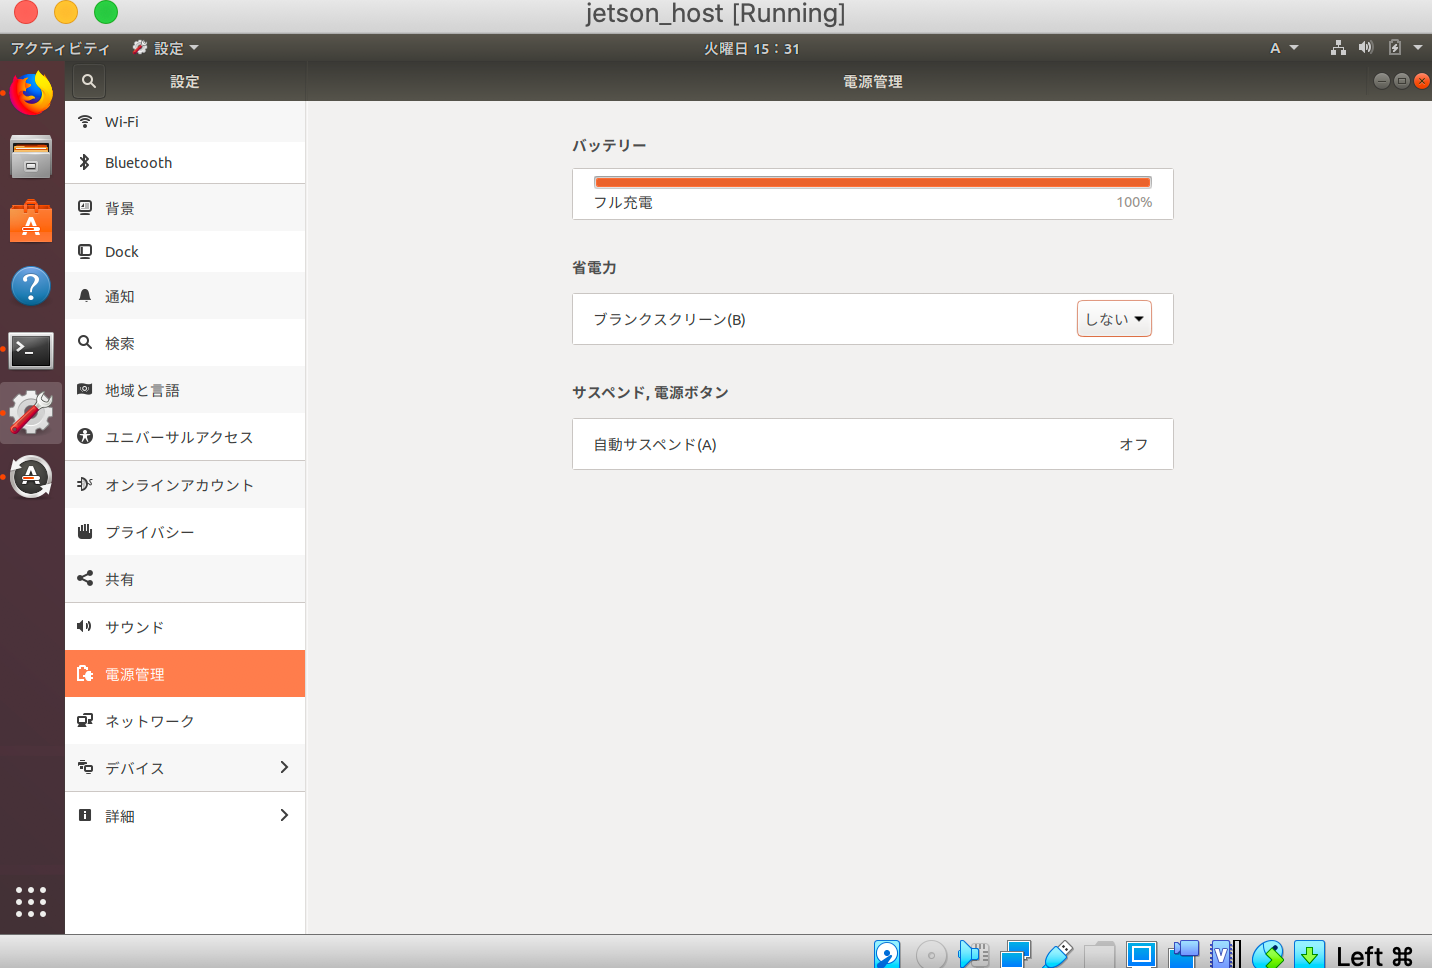 jetson_host [Running]
アクティビティ 設定 火曜日 15：31 A
設定 電源管理
Wi-Fi
Bluetooth
背景
Dock
通知
検索
地域と言語
ユニバーサルアクセス
オンラインアカウント
プライバシー
共有
サウンド
電源管理
ネットワーク
デバイス
詳細
バッテリー
フル充電 100%
省電力
ブランクスクリーン(B) しない
サスペンド, 電源ボタン
自動サスペンド(A) オフ
Left ⌘